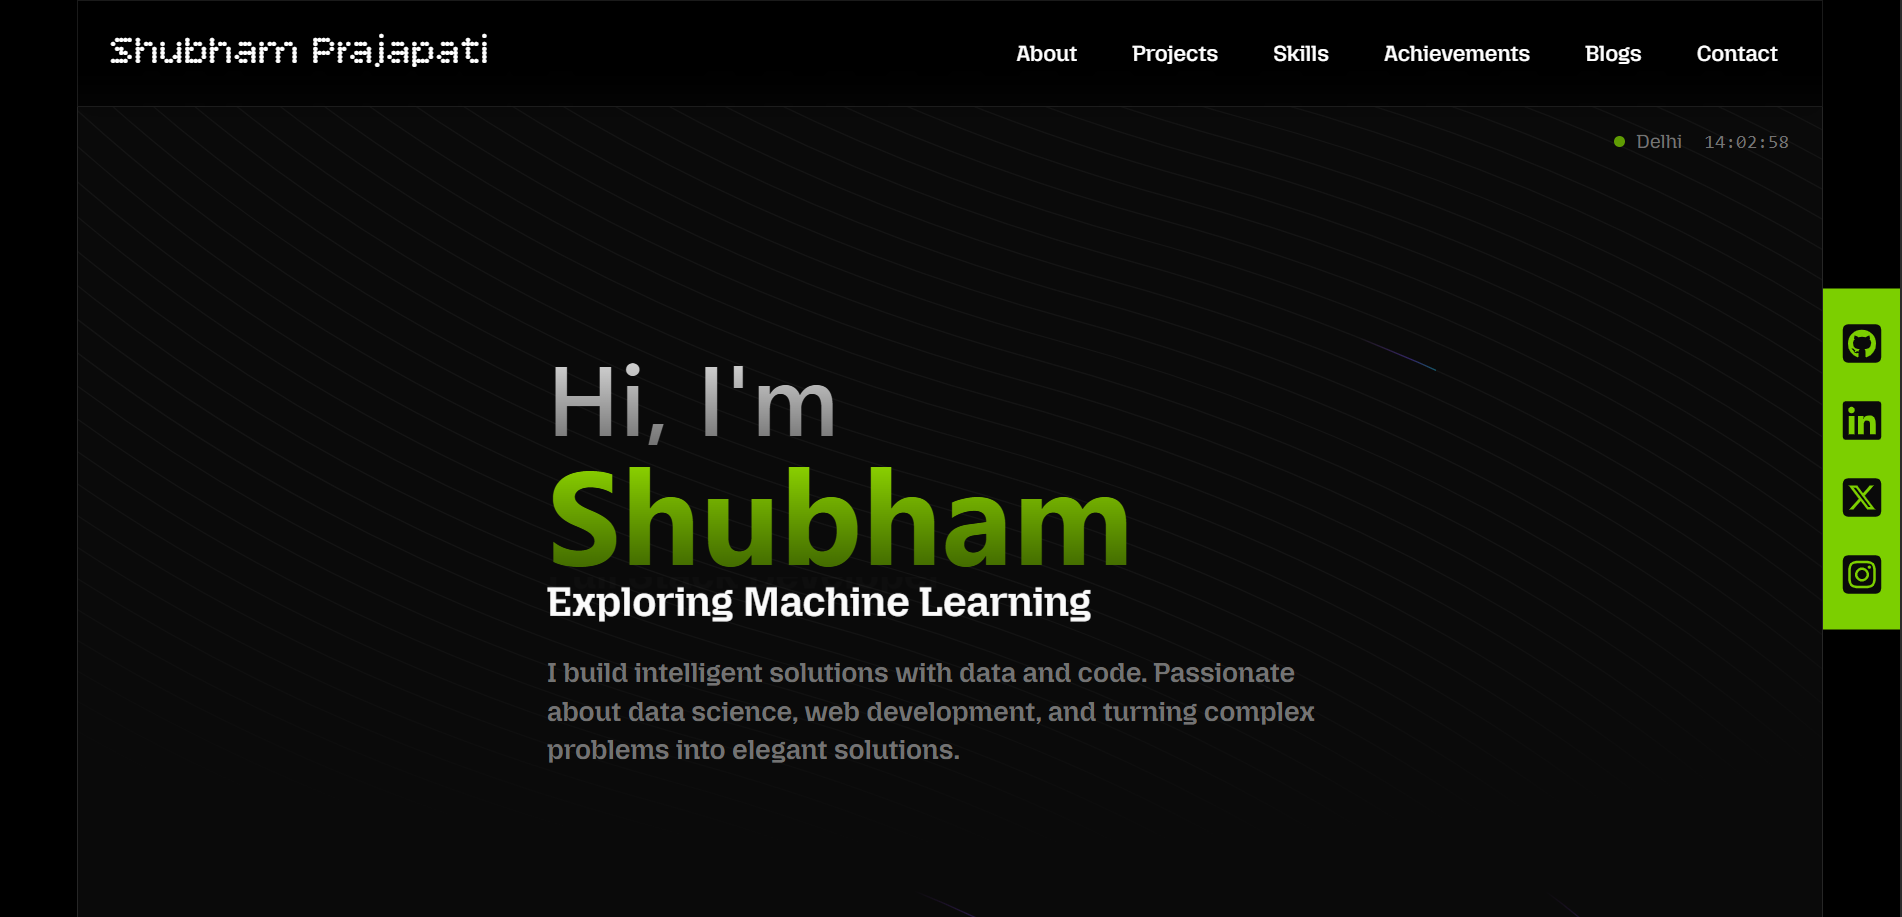 Shubham Prajapati
About Projects Skills Achievements Blogs Contact
Delhi 14:02:58
Hi, I'm
Shubham
Exploring Machine Learning
I build intelligent solutions with data and code. Passionate
about data science, web development, and turning complex
problems into elegant solutions.